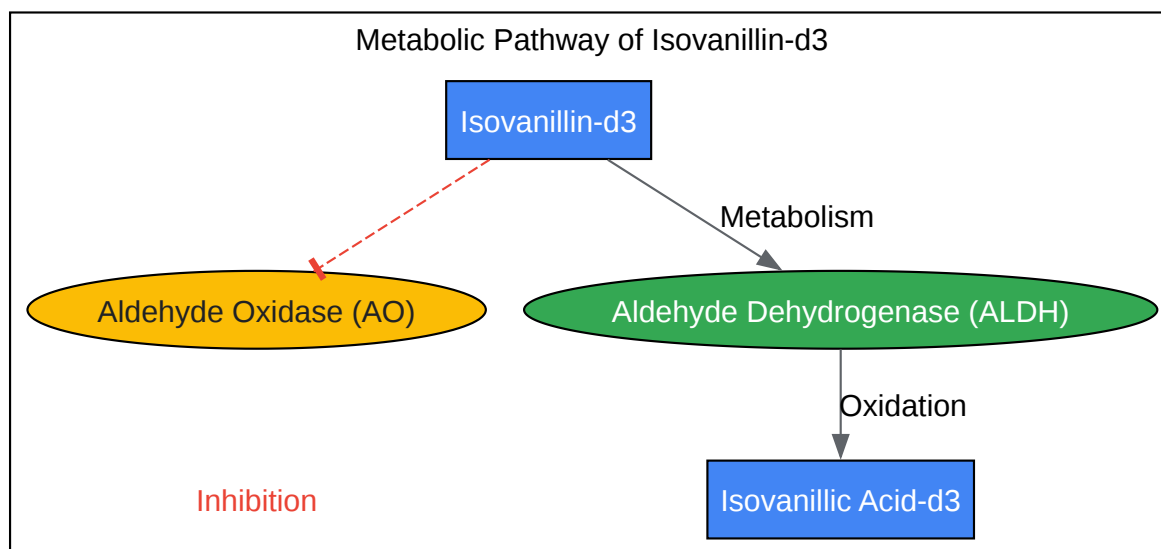 Metabolic Pathway of Isovanillin-d3
Isovanillin-d3
Metabolism
Aldehyde Oxidase (AO)
Aldehyde Dehydrogenase (ALDH)
Oxidation
Inhibition
Isovanillic Acid-d3